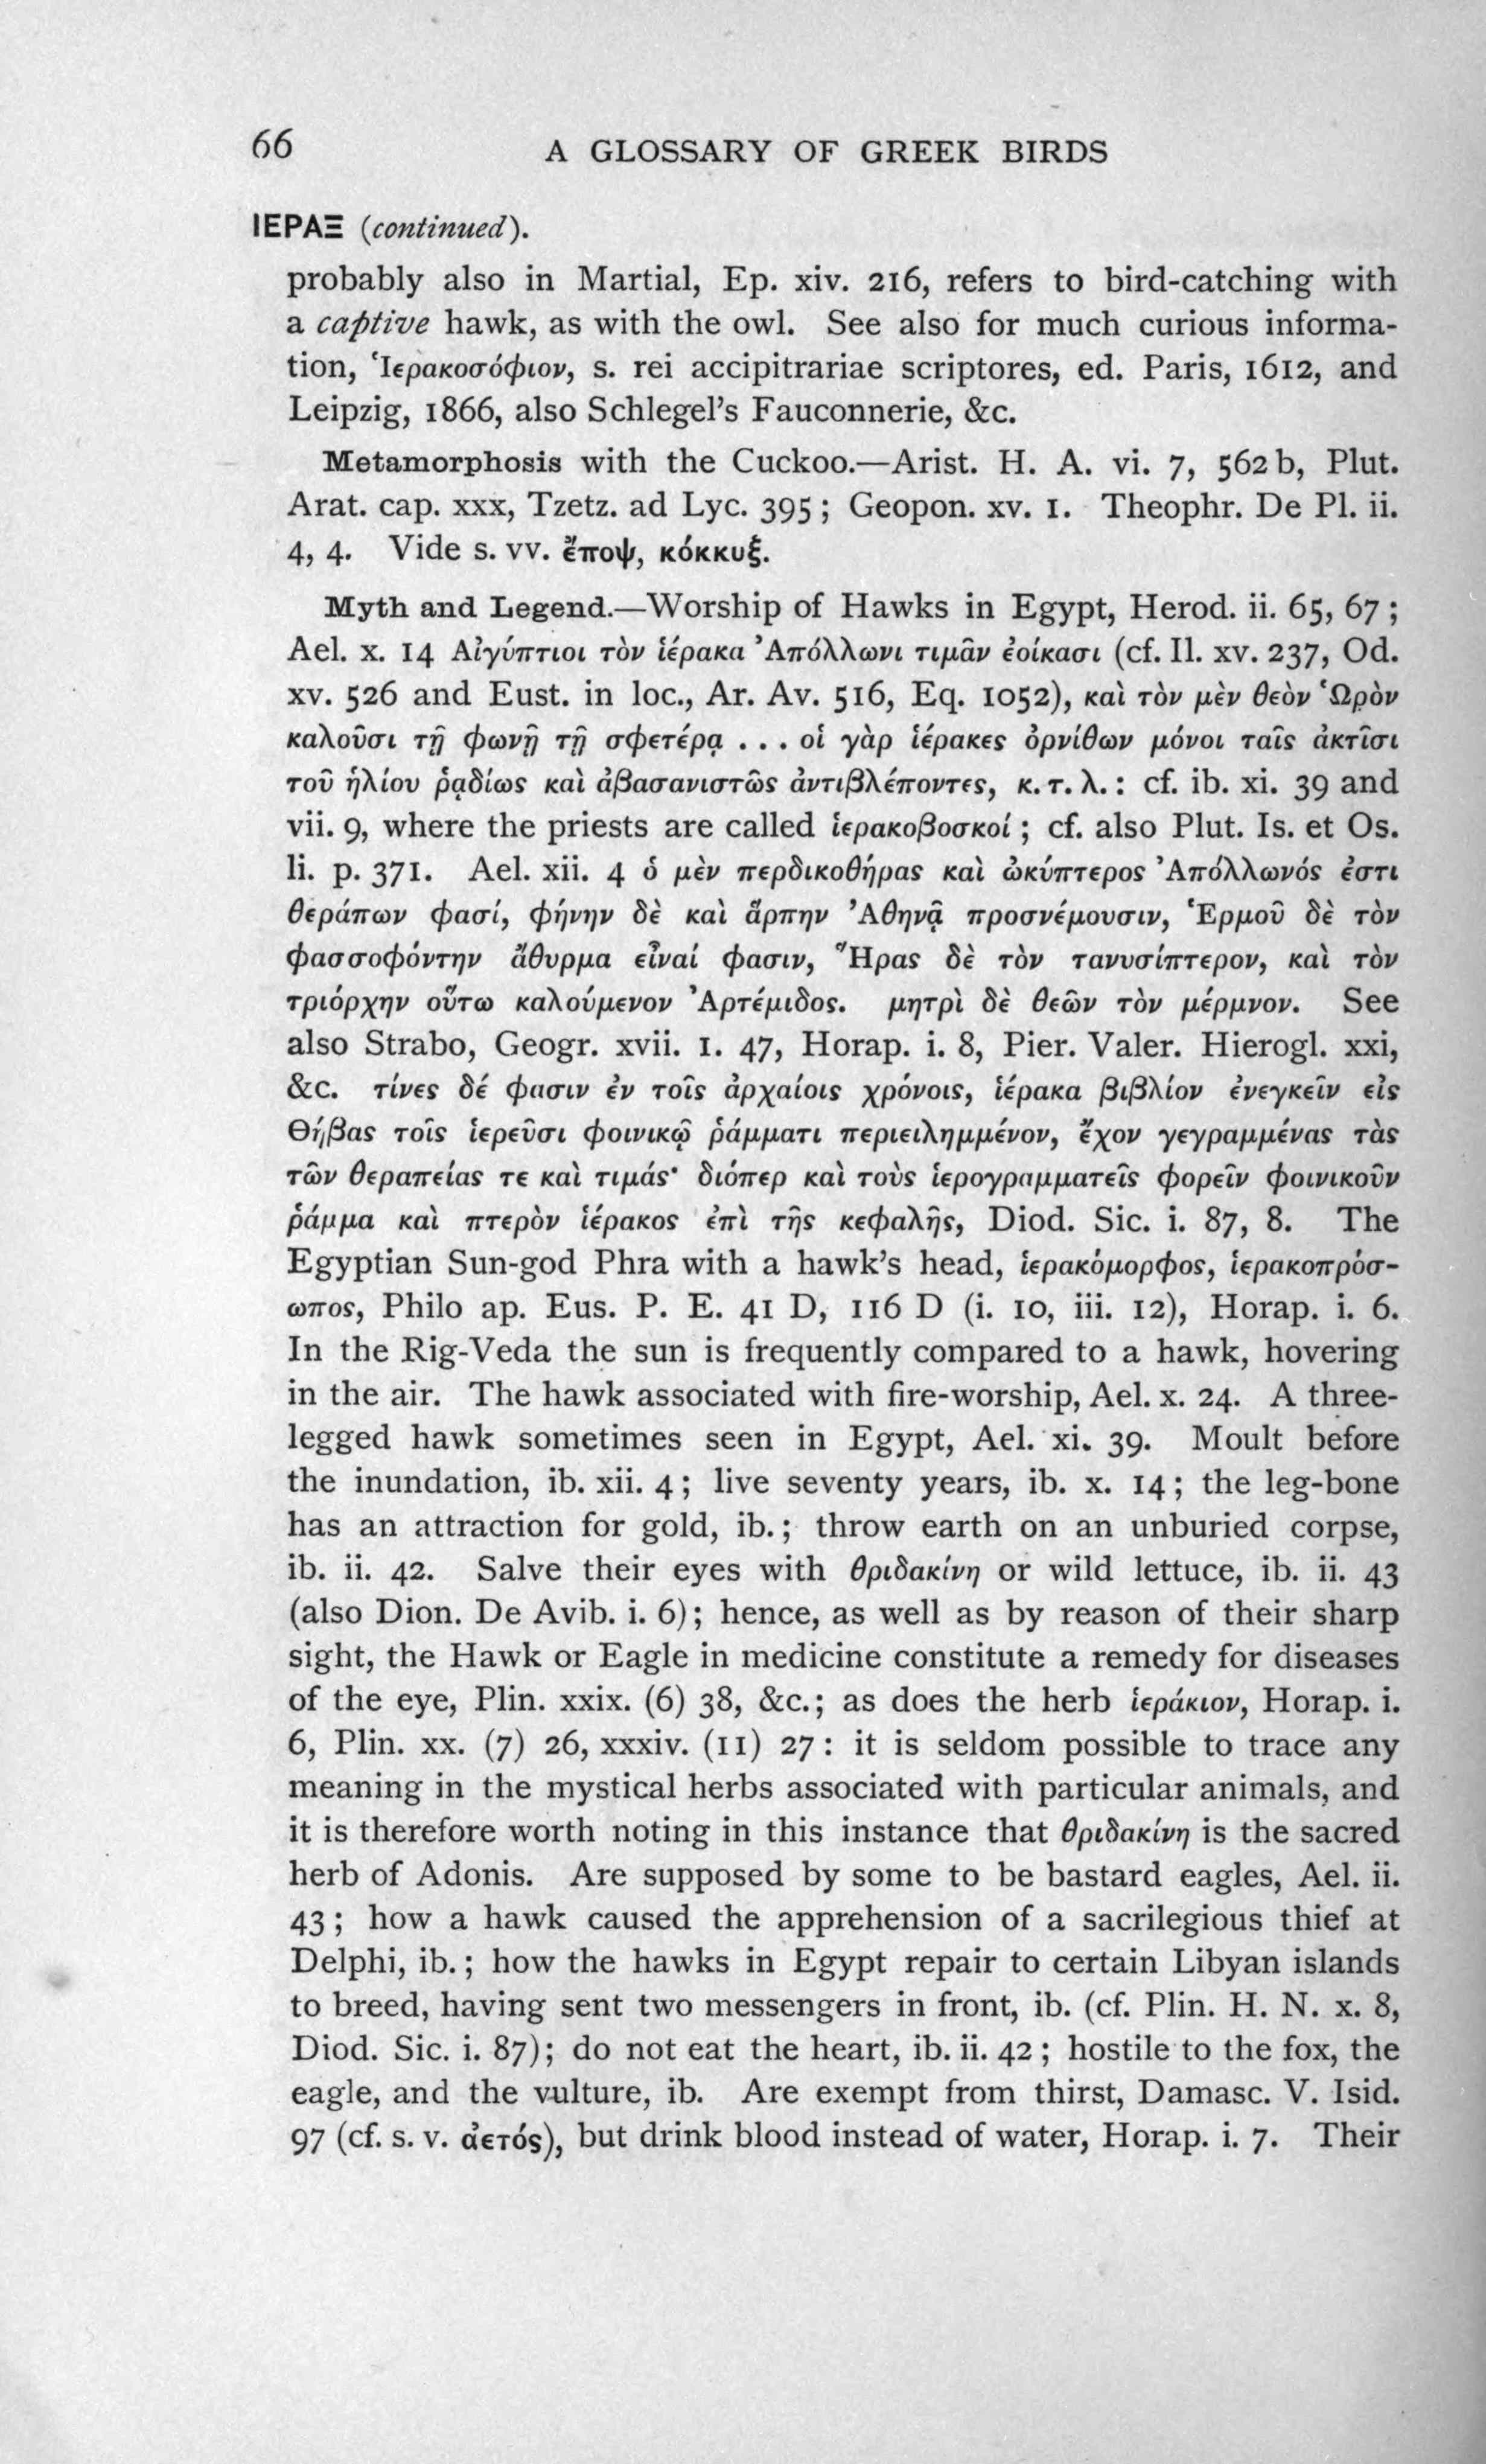 66 A GLOSSARY OF GREEK BIRDS
ΙΕΡΑΞ (continued).
probably also in Martial, Ep. xiv. 216, refers to bird-catching with
a captive hawk, as with the owl. See also for much curious informa-
tion, Ἱερακοσόφιον, s. rei accipitrariae scriptores, ed. Paris, 1612, and
Leipzig, 1866, also Schlegel's Fauconnerie, &c.
Metamorphosis with the Cuckoo.—Arist. H. A. vi. 7, 562 b, Plut.
Arat. cap. xxx, Tzetz. ad Lyc. 395; Geopon. xv. 1. Theophr. De Pl. ii.
4, 4. Vide s. vv. ἔποψ, κόκκυξ.
Myth and Legend.—Worship of Hawks in Egypt, Herod. ii. 65, 67;
Ael. x. 14 Αἰγύπτιοι τὸν ἱέρακα Ἀπόλλωνι τιμᾶν ἐοίκασι (cf. Il. xv. 237, Od.
xv. 526 and Eust. in loc., Ar. Av. 516, Eq. 1052), καὶ τὸν μὲν θεὸν Ὡρὸν
καλοῦσι τῇ φωνῇ τῇ σφετέρᾳ ... οἱ γὰρ ἱέρακες ὀρνίθων μόνοι ταῖς ἀκτῖσι
τοῦ ἡλίου ῥᾳδίως καὶ ἀβασανιστῶς ἀντιβλέποντες, κ. τ. λ.: cf. ib. xi. 39 and
vii. 9, where the priests are called ἱερακοβοσκοί; cf. also Plut. Is. et Os.
li. p. 371. Ael. xii. 4 ὁ μὲν περδικοθήρας καὶ ὠκύπτερος Ἀπόλλωνός ἐστι
θεράπων φασί, φήνην δὲ καὶ ἅρπην Ἀθηνᾷ προσνέμουσιν, Ἑρμοῦ δὲ τὸν
φασσοφόντην ἄθυρμα εἶναί φασιν, Ἥρας δὲ τὸν τανυσίπτερον, καὶ τὸν
τριόρχην οὕτω καλούμενον Ἀρτέμιδος. μητρὶ δὲ θεῶν τὸν μέρμνον. See
also Strabo, Geogr. xvii. 1. 47, Horap. i. 8, Pier. Valer. Hierogl. xxi,
&c. τίνες δέ φασιν ἐν τοῖς ἀρχαίοις χρόνοις, ἱέρακα βιβλίον ἐνεγκεῖν εἰς
Θήβας τοῖς ἱερεῦσι φοινικῷ ῥάμματι περιειλημμένον, ἔχον γεγραμμένας τὰς
τῶν θεραπείας τε καὶ τιμάς· διόπερ καὶ τοὺς ἱερογραμματεῖς φορεῖν φοινικοῦν
ῥάμμα καὶ πτερὸν ἱέρακος ἐπὶ τῆς κεφαλῆς, Diod. Sic. i. 87, 8. The
Egyptian Sun-god Phra with a hawk's head, ἱερακόμορφος, ἱερακοπρόσ-
ωπος, Philo ap. Eus. P. E. 41 D, 116 D (i. 10, iii. 12), Horap. i. 6.
In the Rig-Veda the sun is frequently compared to a hawk, hovering
in the air. The hawk associated with fire-worship, Ael. x. 24. A three-
legged hawk sometimes seen in Egypt, Ael. xi. 39. Moult before
the inundation, ib. xii. 4; live seventy years, ib. x. 14; the leg-bone
has an attraction for gold, ib.; throw earth on an unburied corpse,
ib. ii. 42. Salve their eyes with θριδακίνη or wild lettuce, ib. ii. 43
(also Dion. De Avib. i. 6); hence, as well as by reason of their sharp
sight, the Hawk or Eagle in medicine constitute a remedy for diseases
of the eye, Plin. xxix. (6) 38, &c.; as does the herb ἱεράκιον, Horap. i.
6, Plin. xx. (7) 26, xxxiv. (11) 27: it is seldom possible to trace any
meaning in the mystical herbs associated with particular animals, and
it is therefore worth noting in this instance that θριδακίνη is the sacred
herb of Adonis. Are supposed by some to be bastard eagles, Ael. ii.
43; how a hawk caused the apprehension of a sacrilegious thief at
Delphi, ib.; how the hawks in Egypt repair to certain Libyan islands
to breed, having sent two messengers in front, ib. (cf. Plin. H. N. x. 8,
Diod. Sic. i. 87); do not eat the heart, ib. ii. 42; hostile to the fox, the
eagle, and the vulture, ib. Are exempt from thirst, Damasc. V. Isid.
97 (cf. s. v. ἀετός), but drink blood instead of water, Horap. i. 7. Their